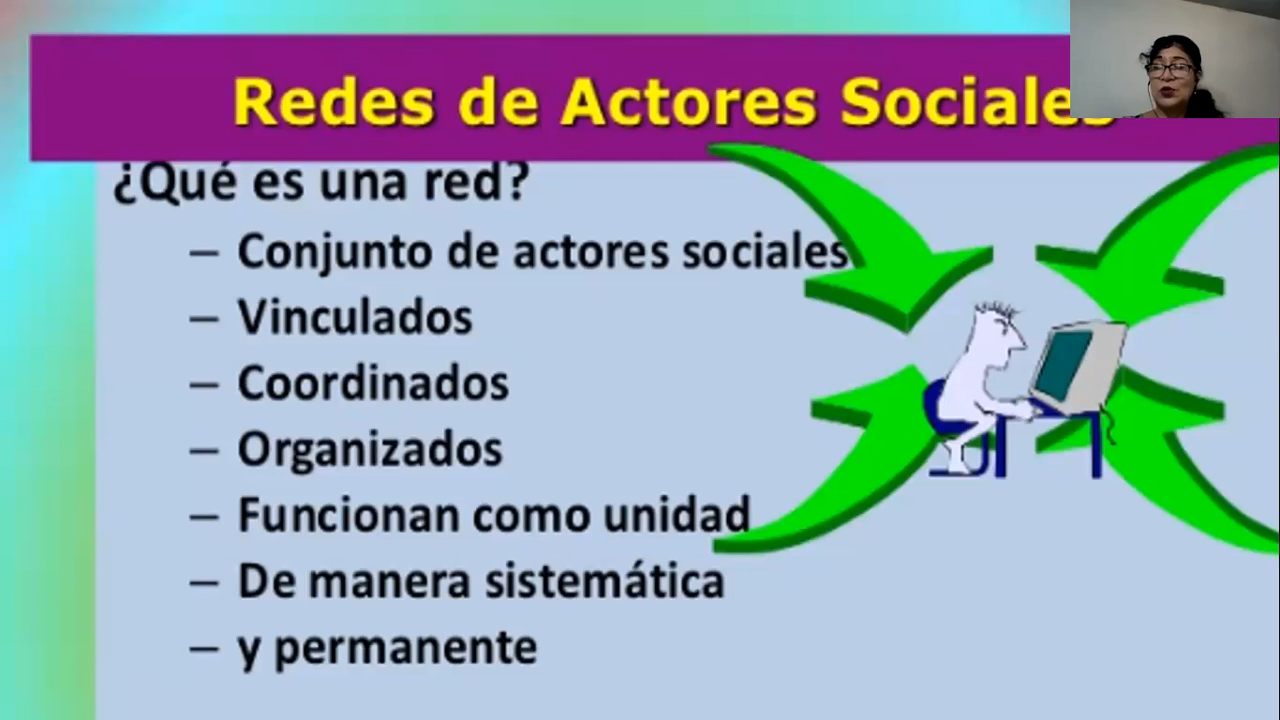 Redes de Actores Sociales
¿Qué es una red?
– Conjunto de actores sociales
– Vinculados
– Coordinados
– Organizados
– Funcionan como unidad
– De manera sistemática
– y permanente